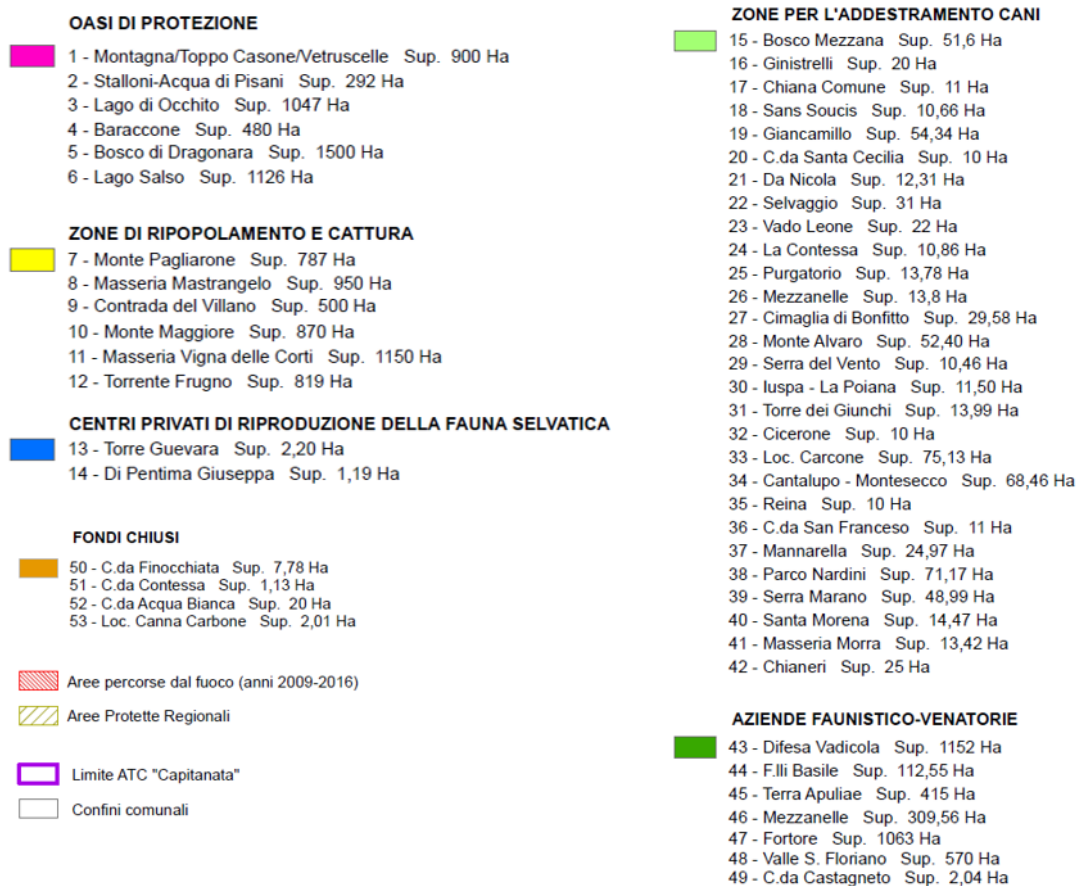 OASI DI PROTEZIONE
1 - Montagna/Toppo Casone/Vetruscelle Sup. 900 Ha
2 - Stalloni-Acqua di Pisani Sup. 292 Ha
3 - Lago di Occhito Sup. 1047 Ha
4 - Baraccone Sup. 480 Ha
5 - Bosco di Dragonara Sup. 1500 Ha
6 - Lago Salso Sup. 1126 Ha
ZONE DI RIPOPOLAMENTO E CATTURA
7 - Monte Pagliarone Sup. 787 Ha
8 - Masseria Mastrangelo Sup. 950 Ha
9 - Contrada del Villano Sup. 500 Ha
10 - Monte Maggiore Sup. 870 Ha
11 - Masseria Vigna delle Corti Sup. 1150 Ha
12 - Torrente Frugno Sup. 819 Ha
CENTRI PRIVATI DI RIPRODUZIONE DELLA FAUNA SELVATICA
13 - Torre Guevara Sup. 2,20 Ha
14 - Di Pentima Giuseppa Sup. 1,19 Ha
FONDI CHIUSI
50 - C.da Finocchiata Sup. 7,78 Ha
51 - C.da Contessa Sup. 1,13 Ha
52 - C.da Acqua Bianca Sup. 20 Ha
53 - Loc. Canna Carbone Sup. 2,01 Ha
Aree percorse dal fuoco (anni 2009-2016)
Aree Protette Regionali
Limite ATC "Capitanata"
Confini comunali
ZONE PER L'ADDESTRAMENTO CANI
15 - Bosco Mezzana Sup. 51,6 Ha
16 - Ginistrelli Sup. 20 Ha
17 - Chiana Comune Sup. 11 Ha
18 - Sans Soucis Sup. 10,66 Ha
19 - Giancamillo Sup. 54,34 Ha
20 - C.da Santa Cecilia Sup. 10 Ha
21 - Da Nicola Sup. 12,31 Ha
22 - Selvaggio Sup. 31 Ha
23 - Vado Leone Sup. 22 Ha
24 - La Contessa Sup. 10,86 Ha
25 - Purgatorio Sup. 13,78 Ha
26 - Mezzanelle Sup. 13,8 Ha
27 - Cimaglia di Bonfitto Sup. 29,58 Ha
28 - Monte Alvaro Sup. 52,40 Ha
29 - Serra del Vento Sup. 10,46 Ha
30 - Iuspa - La Poiana Sup. 11,50 Ha
31 - Torre dei Giunchi Sup. 13,99 Ha
32 - Cicerone Sup. 10 Ha
33 - Loc. Carcone Sup. 75,13 Ha
34 - Cantalupo - Montesecco Sup. 68,46 Ha
35 - Reina Sup. 10 Ha
36 - C.da San Franceso Sup. 11 Ha
37 - Mannarella Sup. 24,97 Ha
38 - Parco Nardini Sup. 71,17 Ha
39 - Serra Marano Sup. 48,99 Ha
40 - Santa Morena Sup. 14,47 Ha
41 - Masseria Morra Sup. 13,42 Ha
42 - Chianeri Sup. 25 Ha
AZIENDE FAUNISTICO-VENATORIE
43 - Difesa Vadicola Sup. 1152 Ha
44 - F.lli Basile Sup. 112,55 Ha
45 - Terra Apuliae Sup. 415 Ha
46 - Mezzanelle Sup. 309,56 Ha
47 - Fortore Sup. 1063 Ha
48 - Valle S. Floriano Sup. 570 Ha
49 - C.da Castagneto Sup. 2,04 Ha